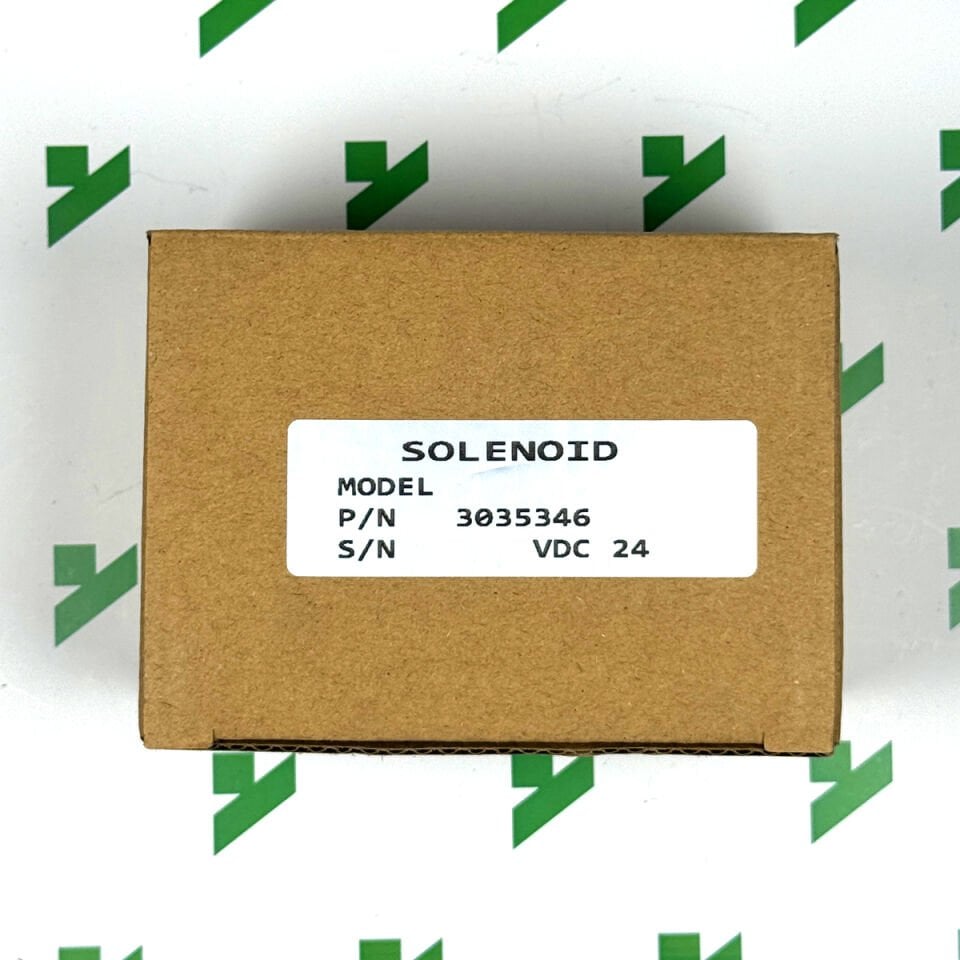 SOLENOID
MODEL
P/N 3035346
S/N VDC 24